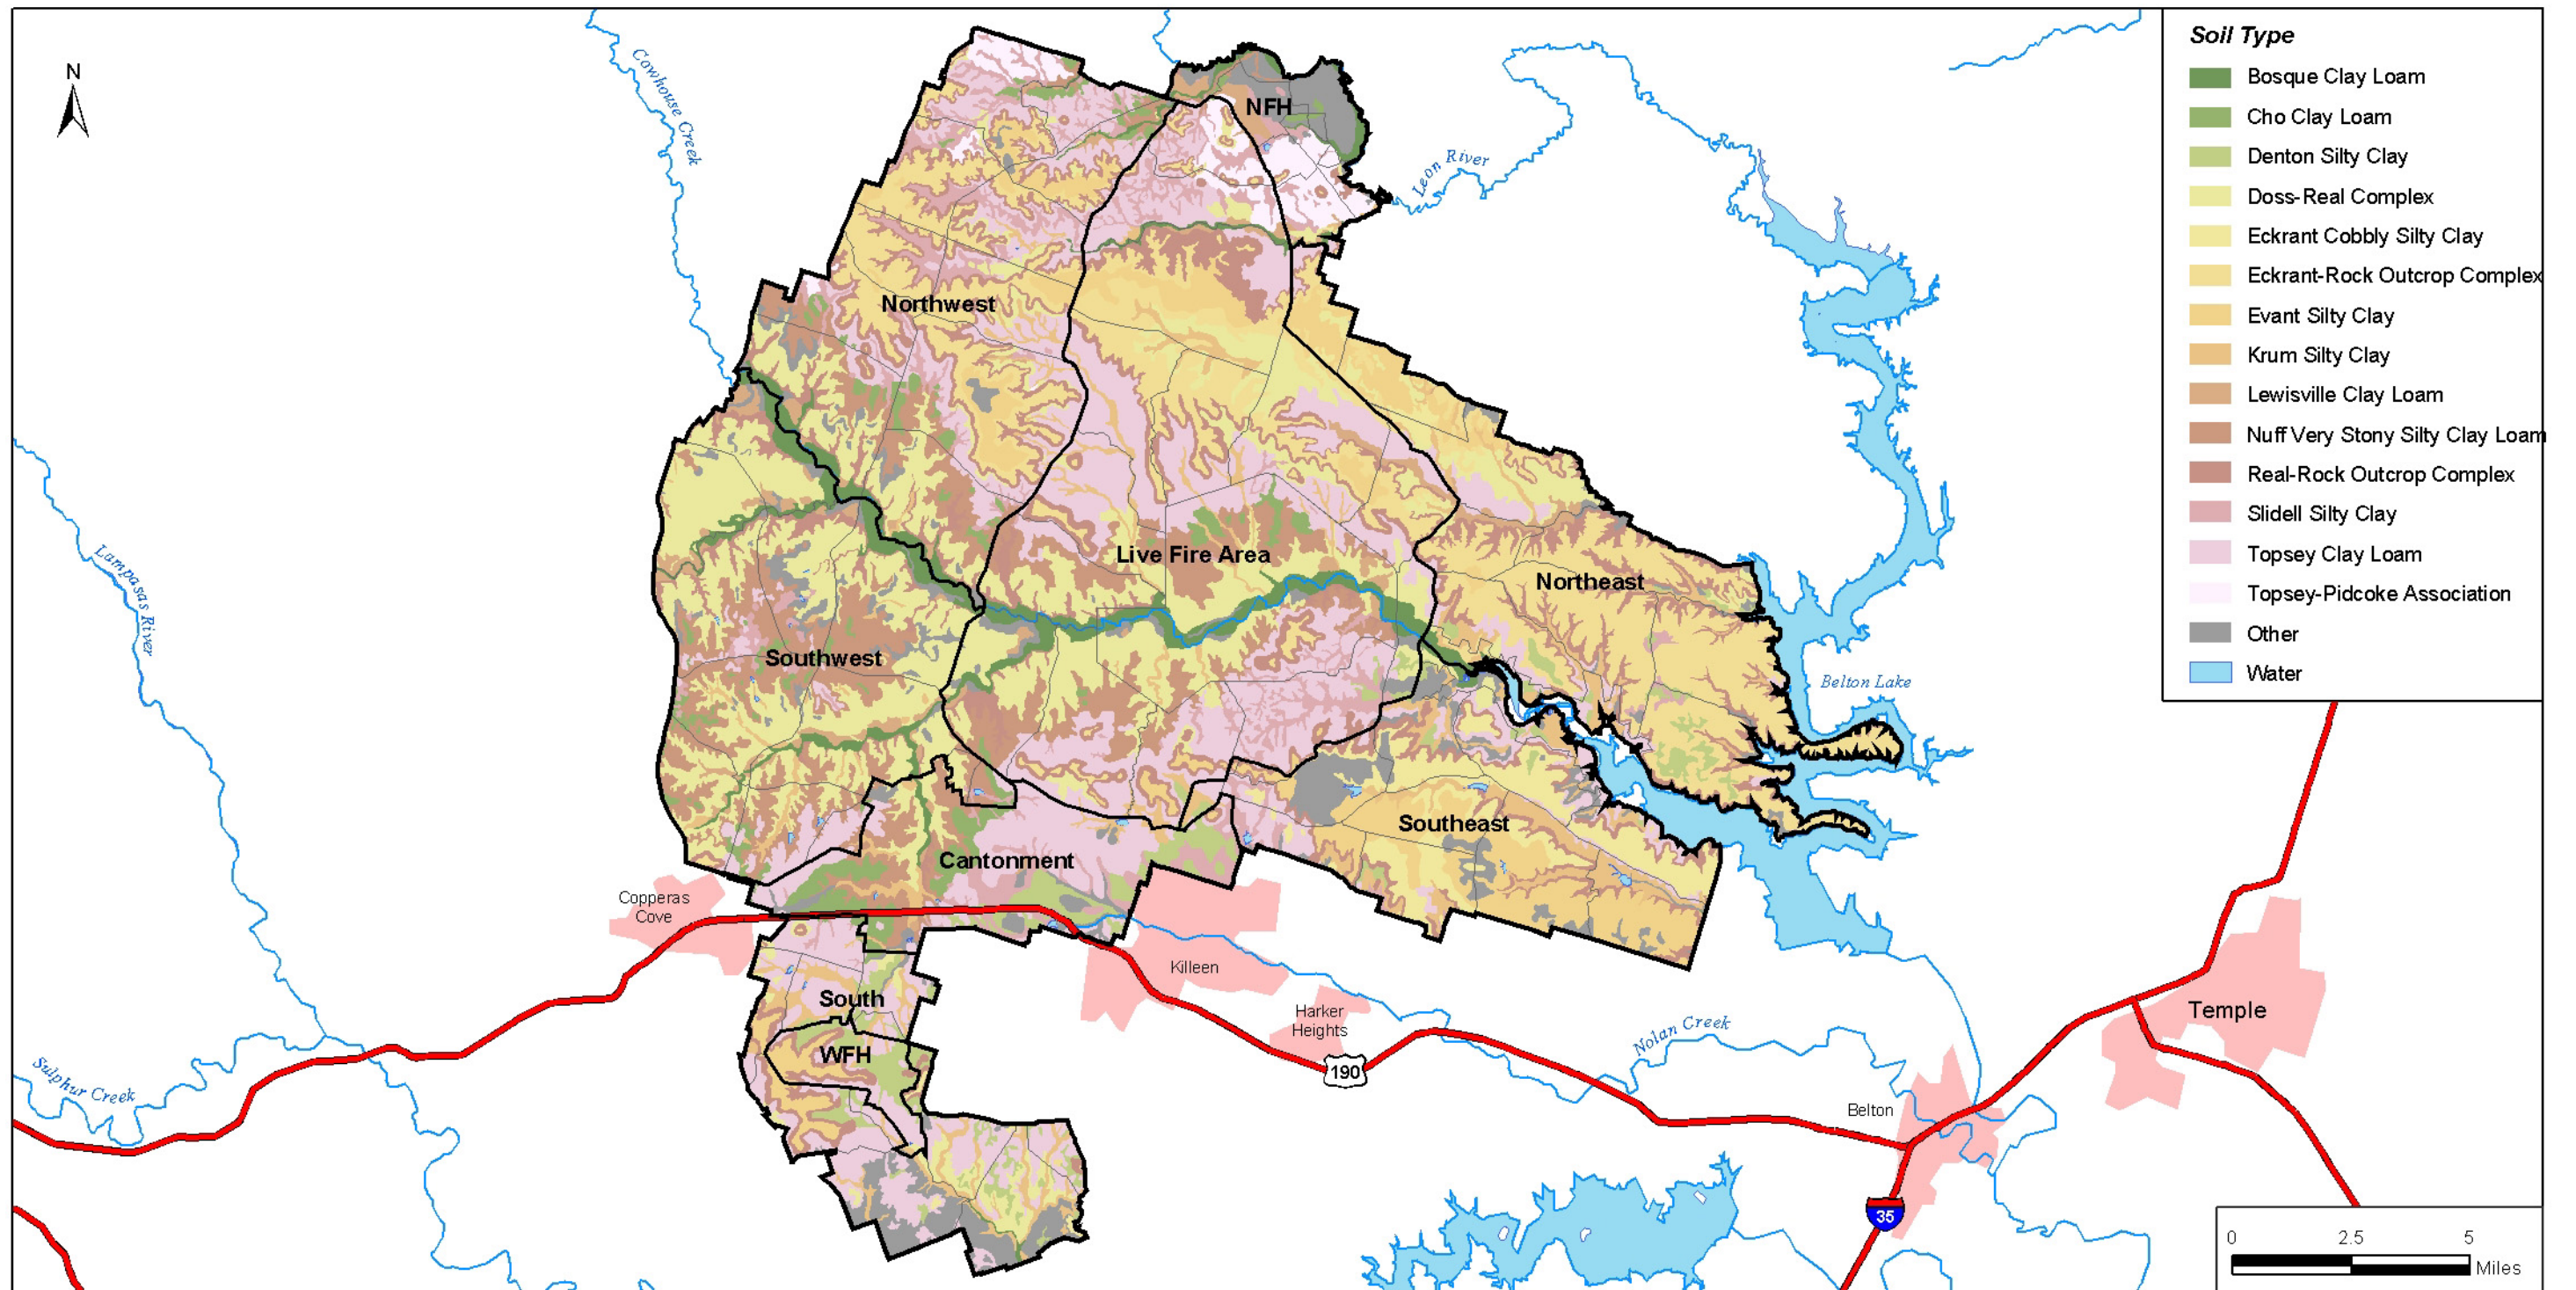 N
Cowhouse Creek
NFH
Leon River
Northwest
Live Fire Area
Northeast
Lampasas River
Southwest
Belton Lake
Southeast
Cantonment
Copperas
Cove
Killeen
South
Harker
Heights
WFH
190
Nolan Creek
Sulphur Creek
Temple
Belton
35
Soil Type
Bosque Clay Loam
Cho Clay Loam
Denton Silty Clay
Doss-Real Complex
Eckrant Cobbly Silty Clay
Eckrant-Rock Outcrop Complex
Evant Silty Clay
Krum Silty Clay
Lewisville Clay Loam
Nuff Very Stony Silty Clay Loam
Real-Rock Outcrop Complex
Slidell Silty Clay
Topsey Clay Loam
Topsey-Pidcoke Association
Other
Water
0 2.5 5
Miles